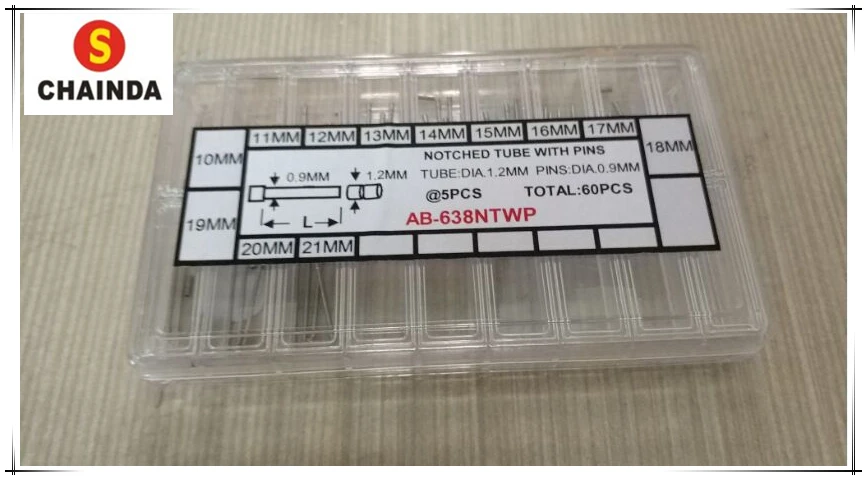 S
CHAINDA
10MM 11MM 12MM 13MM 14MM 15MM 16MM 17MM 18MM
NOTCHED TUBE WITH PINS
0.9MM 1.2MM TUBE:DIA.1.2MM PINS:DIA.0.9MM
@5PCS TOTAL:60PCS
L
AB-638NTWP
19MM 20MM 21MM